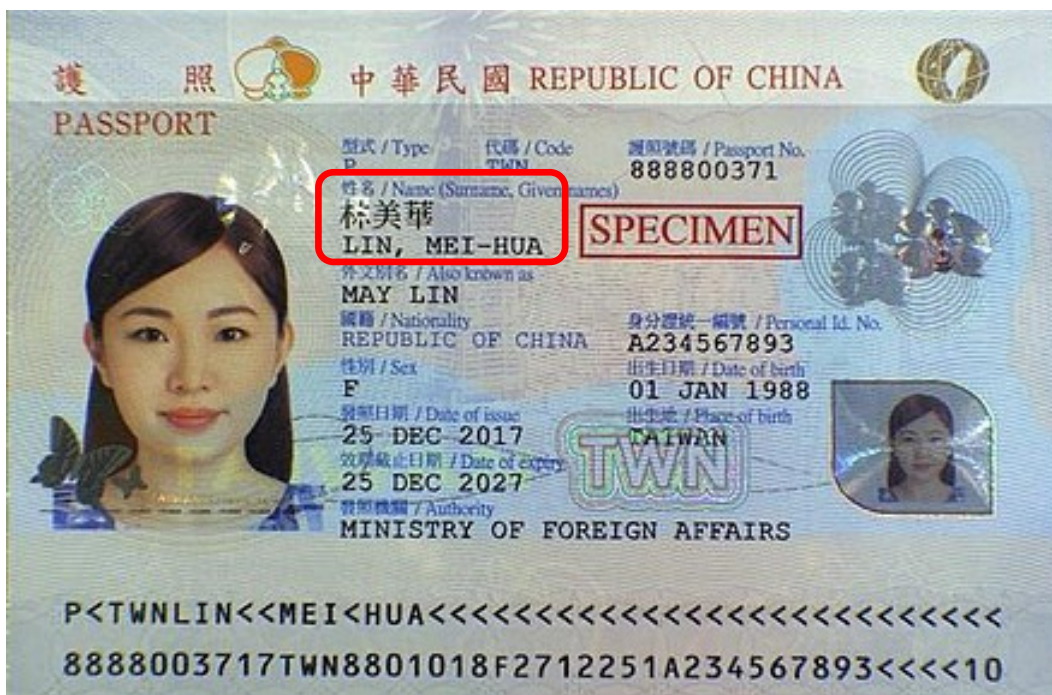 護照 中華民國 REPUBLIC OF CHINA
PASSPORT
型式 / Type 代碼 / Code 護照號碼 / Passport No.
P TWN 888800371
姓名 / Name (Surname, Given names)
林美華
LIN, MEI-HUA
SPECIMEN
外文別名 / Also known as
MAY LIN
國籍 / Nationality 身分證統一編號 / Personal Id. No.
REPUBLIC OF CHINA A234567893
性別 / Sex 出生日期 / Date of birth
F 01 JAN 1988
發照日期 / Date of issue 出生地 / Place of birth
25 DEC 2017 TAIWAN
效期截止日期 / Date of expiry
TWN
25 DEC 2027
發照機關 / Authority
MINISTRY OF FOREIGN AFFAIRS
P<TWNLIN<<MEI<HUA<<<<<<<<<<<<<<<<<<<<<<<<<<<
8888003717TWN8801018F2712251A234567893<<<<10